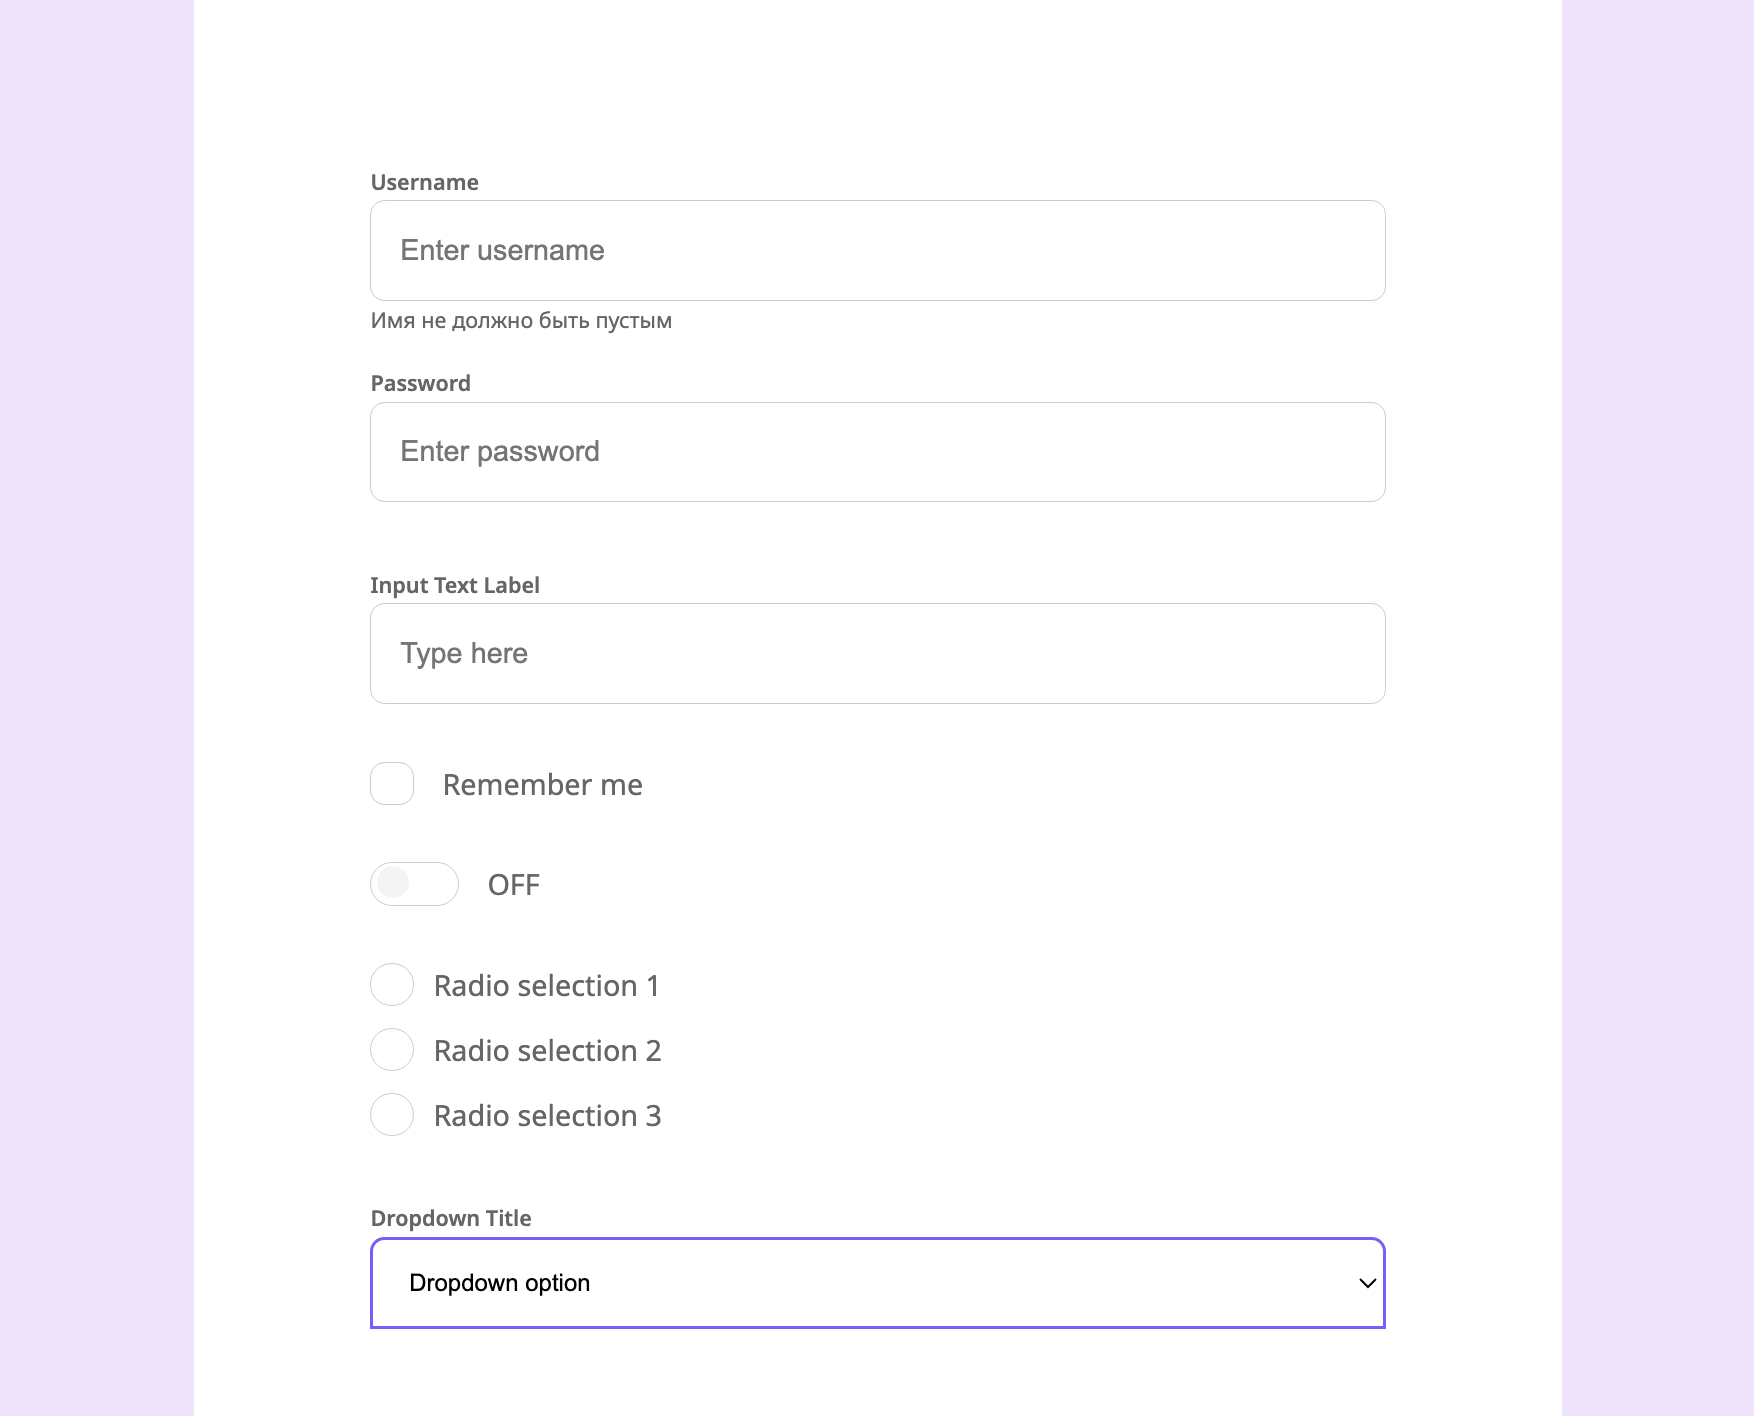 Username
Enter username
Имя не должно быть пустым
Password
Enter password
Input Text Label
Type here
Remember me
OFF
Radio selection 1
Radio selection 2
Radio selection 3
Dropdown Title
Dropdown option